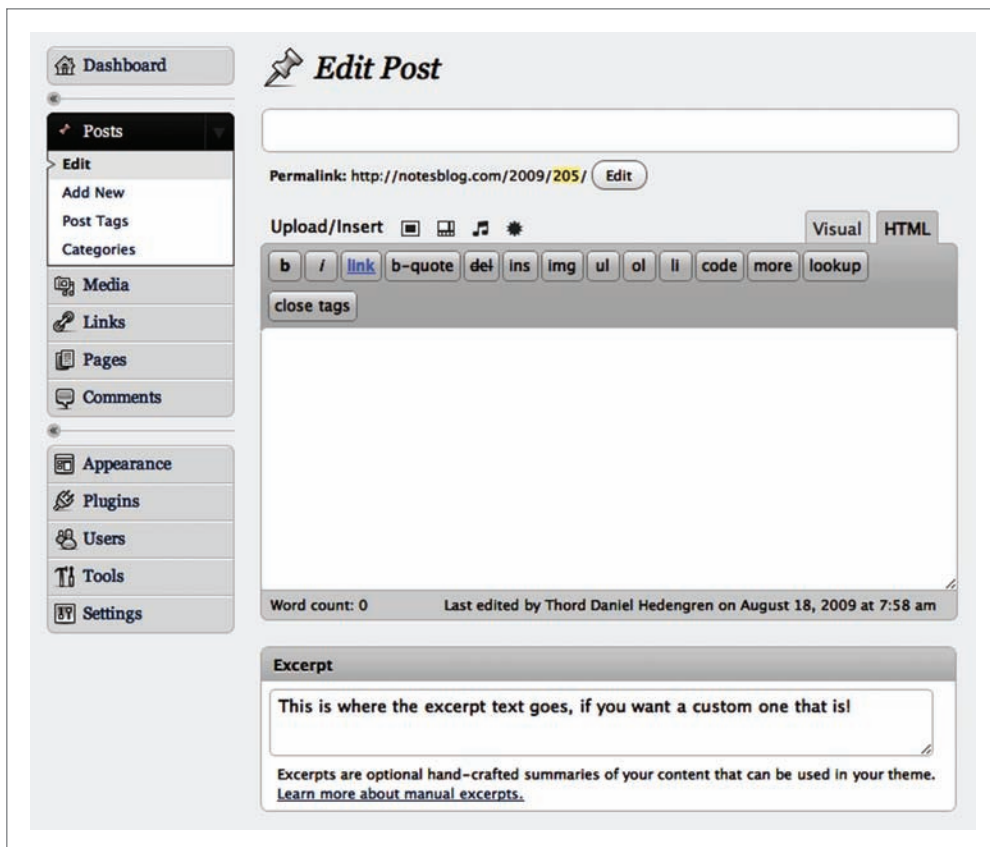 Dashboard
Posts
Edit
Add New
Post Tags
Categories
Media
Links
Pages
Comments
Appearance
Plugins
Users
Tools
Settings
Edit Post
Permalink: http://notesblog.com/2009/205/ Edit
Upload/Insert Visual HTML
b i link b-quote del ins img ul ol li code more lookup
close tags
Word count: 0 Last edited by Thord Daniel Hedengren on August 18, 2009 at 7:58 am
Excerpt
This is where the excerpt text goes, if you want a custom one that is!
Excerpts are optional hand-crafted summaries of your content that can be used in your theme.
Learn more about manual excerpts.